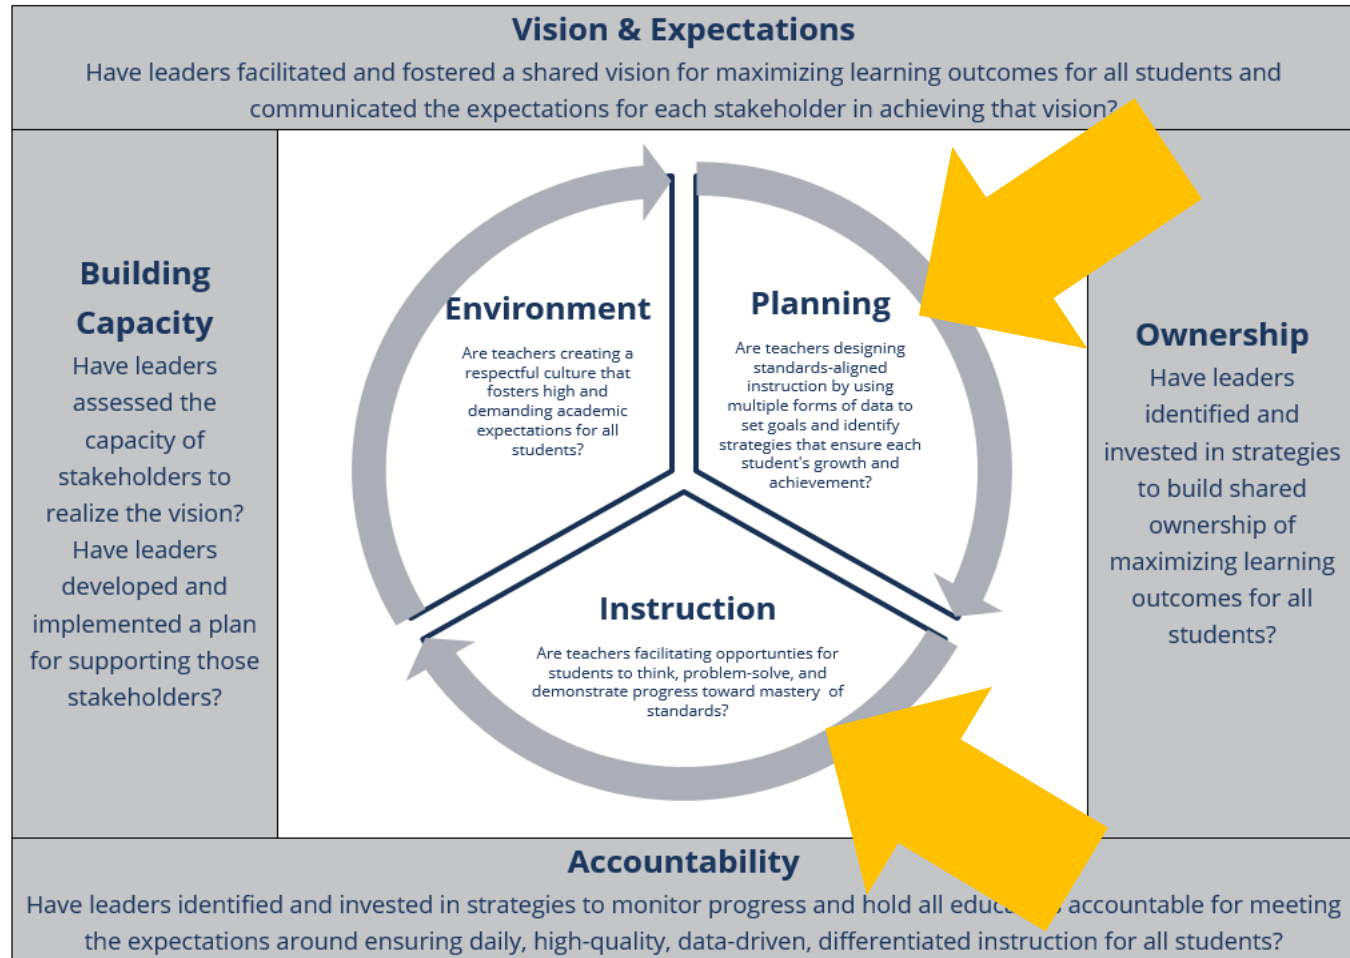 Vision & Expectations
Have leaders facilitated and fostered a shared vision for maximizing learning outcomes for all students and
communicated the expectations for each stakeholder in achieving that vision?
Building
Capacity
Have leaders
assessed the
capacity of
stakeholders to
realize the vision?
Have leaders
developed and
implemented a plan
for supporting those
stakeholders?
Environment
Are teachers creating a
respectful culture that
fosters high and
demanding academic
expectations for all
students?
Planning
Are teachers designing
standards-aligned
instruction by using
multiple forms of data to
set goals and identify
strategies that ensure each
student's growth and
achievement?
Instruction
Are teachers facilitating opportunties for
students to think, problem-solve, and
demonstrate progress toward mastery of
standards?
Ownership
Have leaders
identified and
invested in strategies
to build shared
ownership of
maximizing learning
outcomes for all
students?
Accountability
Have leaders identified and invested in strategies to monitor progress and hold all accountable for meeting
the expectations around ensuring daily, high-quality, data-driven, differentiated instruction for all students?